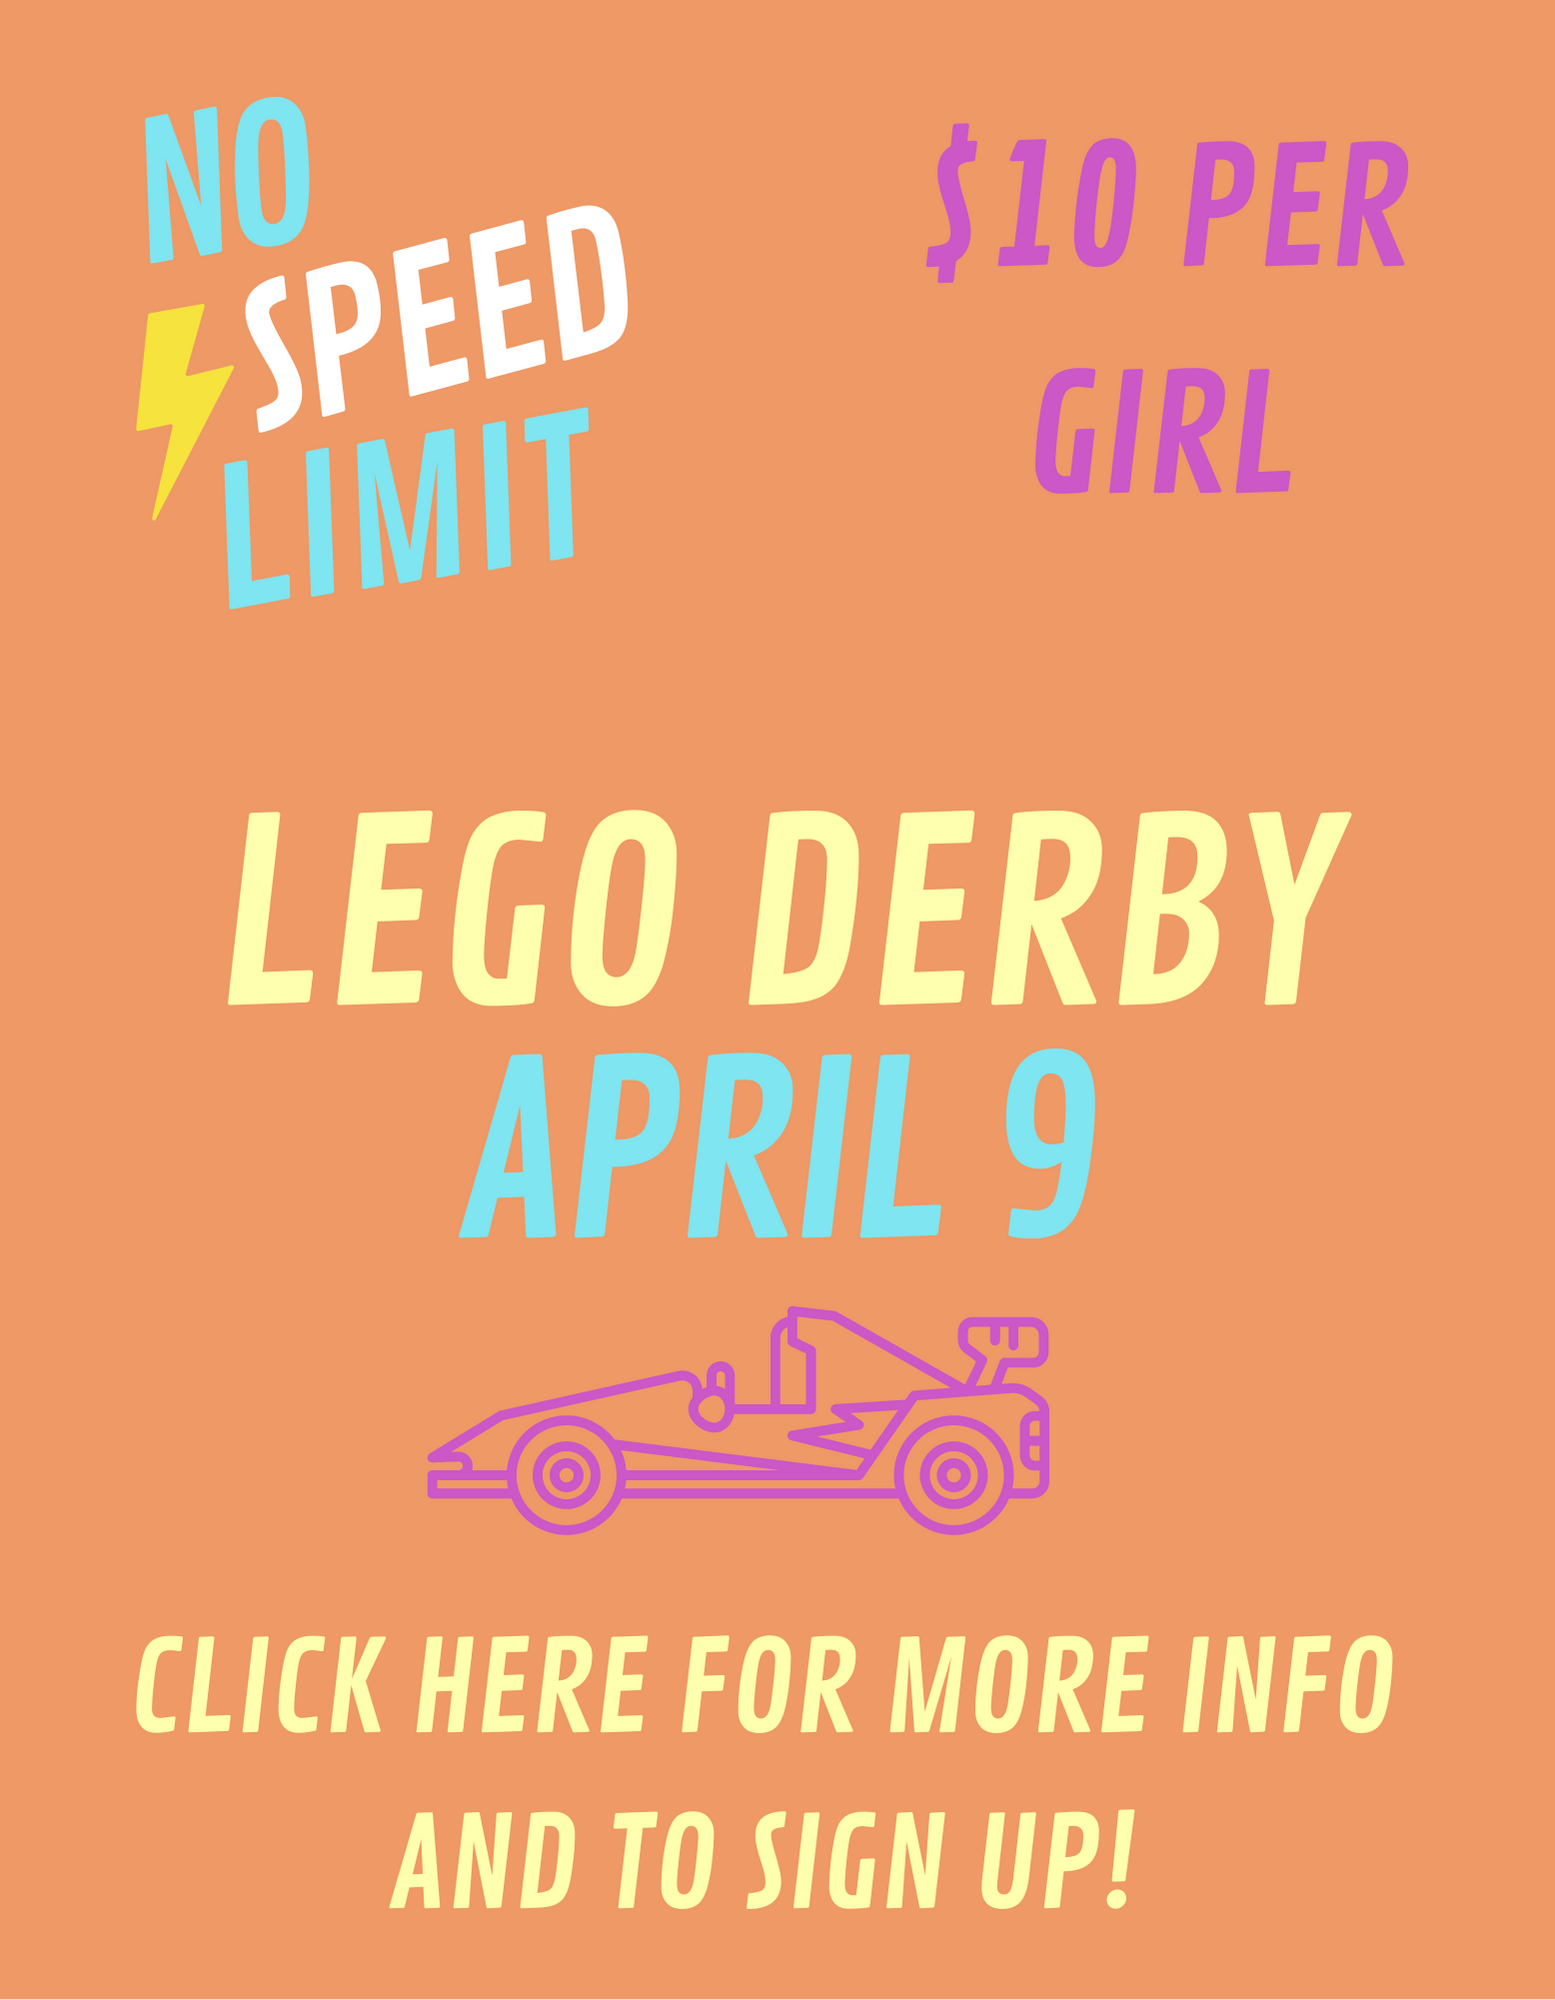 NO
SPEED
LIMIT
$10 PER
GIRL
LEGO DERBY
APRIL 9
CLICK HERE FOR MORE INFO
AND TO SIGN UP!